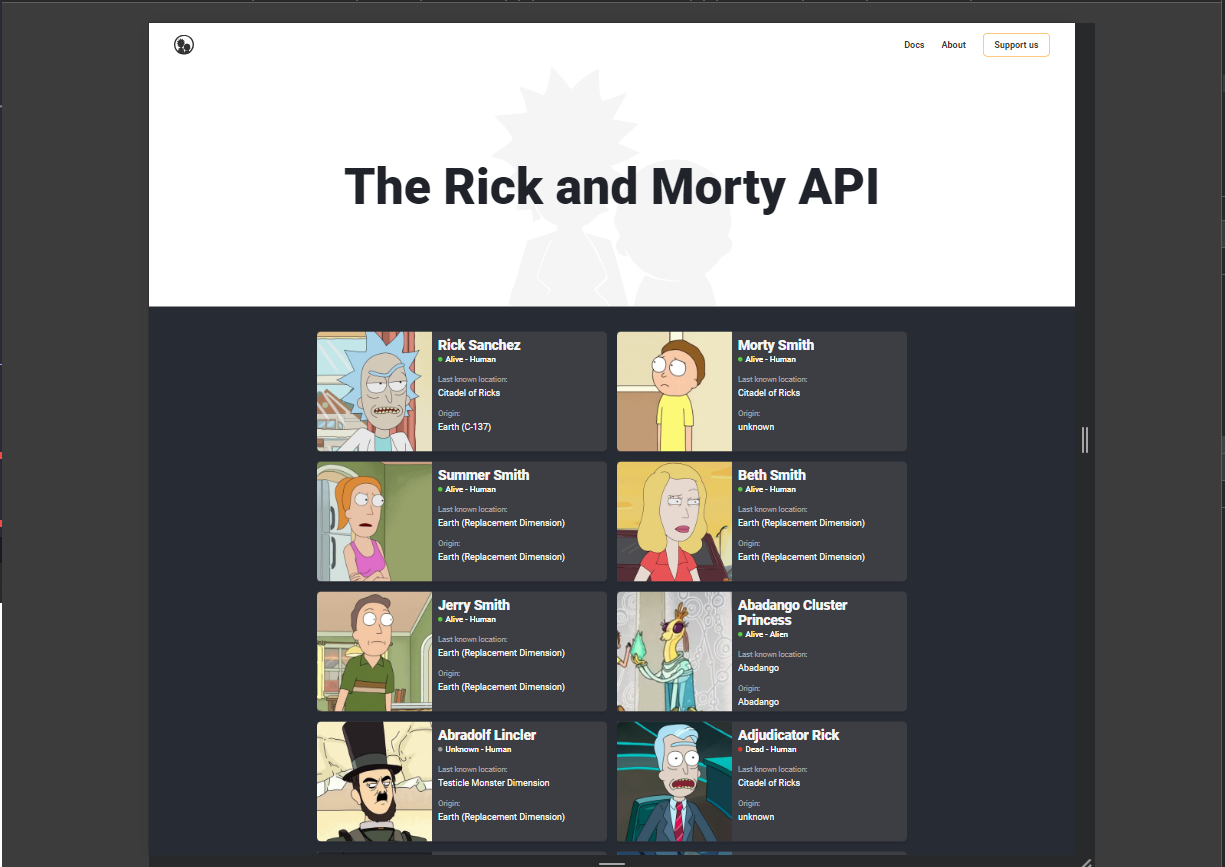 Docs About Support us
The Rick and Morty API
Rick Sanchez
Alive - Human
Last known location:
Citadel of Ricks
Origin:
Earth (C-137)
Morty Smith
Alive - Human
Last known location:
Citadel of Ricks
Origin:
unknown
Summer Smith
Alive - Human
Last known location:
Earth (Replacement Dimension)
Origin:
Earth (Replacement Dimension)
Beth Smith
Alive - Human
Last known location:
Earth (Replacement Dimension)
Origin:
Earth (Replacement Dimension)
Jerry Smith
Alive - Human
Last known location:
Earth (Replacement Dimension)
Origin:
Earth (Replacement Dimension)
Abadango Cluster
Princess
Alive - Alien
Last known location:
Abadango
Origin:
Abadango
Abradolf Lincler
Unknown - Human
Last known location:
Testicle Monster Dimension
Origin:
Earth (Replacement Dimension)
Adjudicator Rick
Dead - Human
Last known location:
Citadel of Ricks
Origin:
unknown